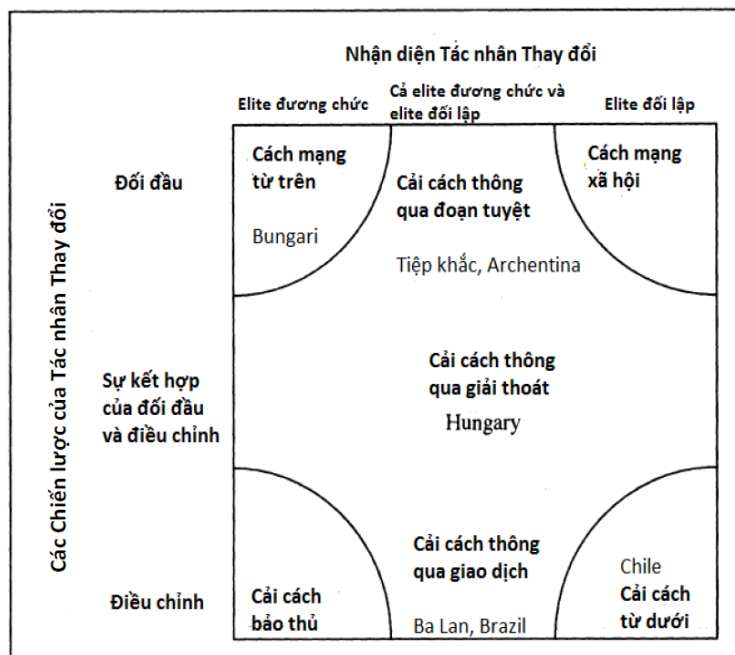 Nhận diện Tác nhân Thay đổi
Elite đương chức
Cả elite đương chức và
elite đối lập
Elite đối lập
Các Chiến lược của Tác nhân Thay đổi
Đối đầu
Cách mạng
từ trên
Bungari
Cải cách thông
qua đoạn tuyệt
Tiệp khắc, Archentina
Cách mạng
xã hội
Sự kết hợp
của đối đầu
và điều chỉnh
Cải cách thông
qua giải thoát
Hungary
Điều chỉnh
Cải cách
bảo thủ
Cải cách thông
qua giao dịch
Ba Lan, Brazil
Chile
Cải cách
từ dưới